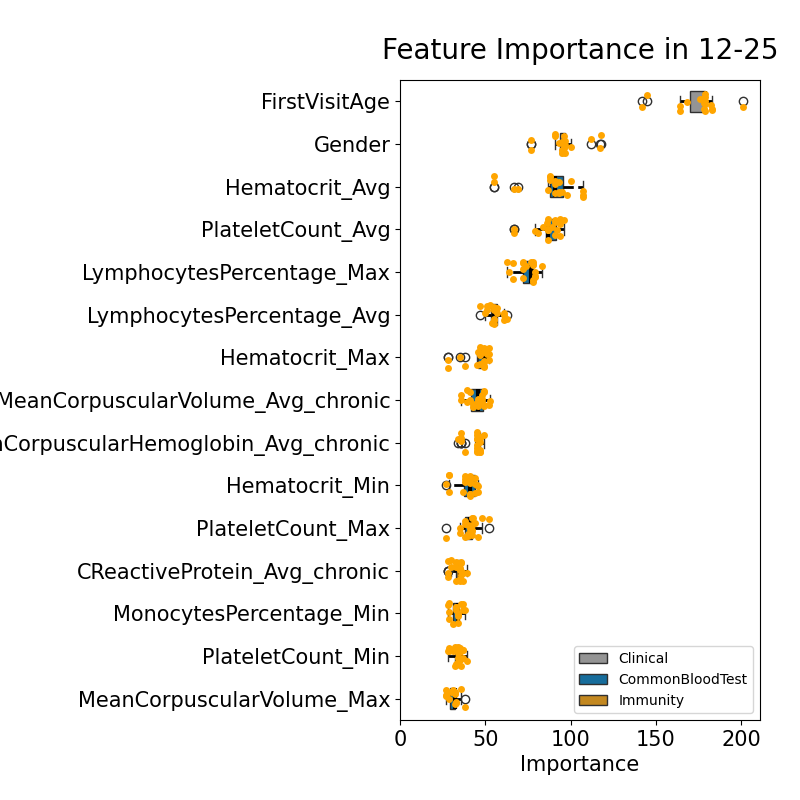 Feature Importance in 12-25
FirstVisitAge
Gender
Hematocrit_Avg
PlateletCount_Avg
LymphocytesPercentage_Max
LymphocytesPercentage_Avg
Hematocrit_Max
MeanCorpuscularVolume_Avg_chronic
CorpuscularHemoglobin_Avg_chronic
Hematocrit_Min
PlateletCount_Max
CReactiveProtein_Avg_chronic
MonocytesPercentage_Min
PlateletCount_Min
MeanCorpuscularVolume_Max
Clinical
CommonBloodTest
Immunity
0 50 100 150 200
Importance